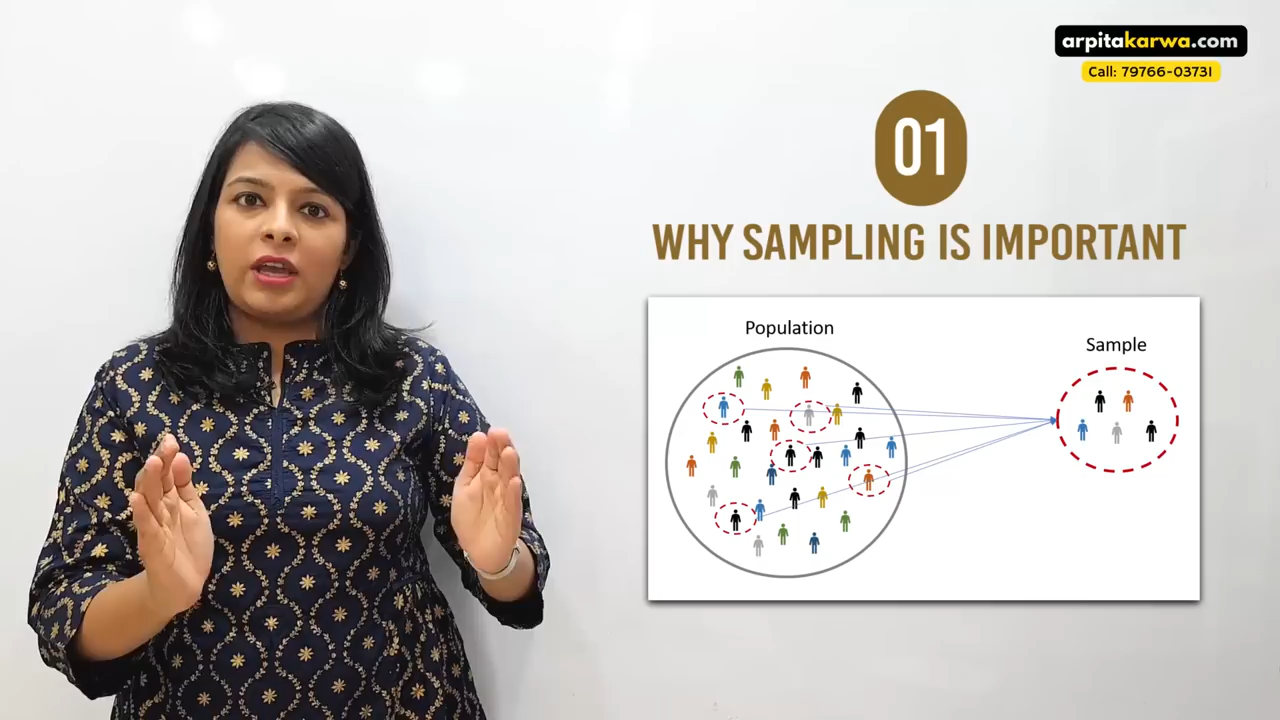 arpitakarwa.com
Call: 79766-03731
01
WHY SAMPLING IS IMPORTANT
Population
Sample